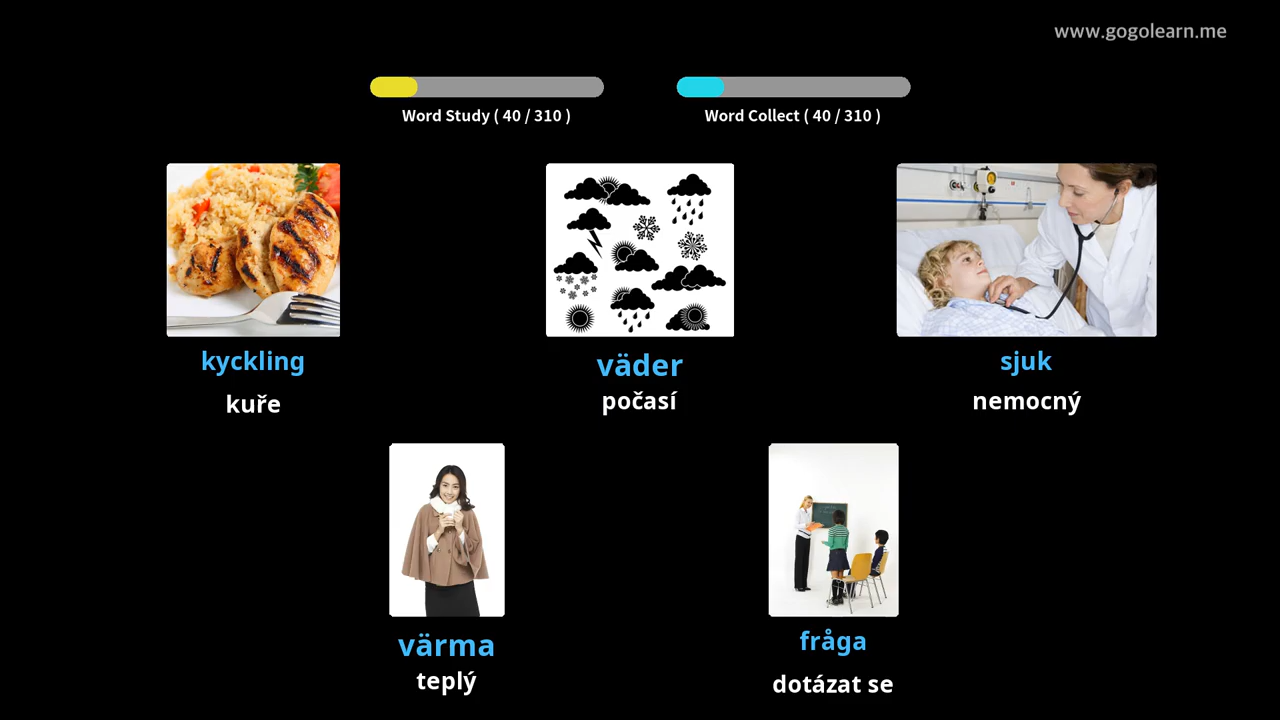 www.gogolearn.me
Word Study ( 40 / 310 )
Word Collect ( 40 / 310 )
kyckling
kuře
väder
počasí
sjuk
nemocný
värma
teplý
fråga
dotázat se